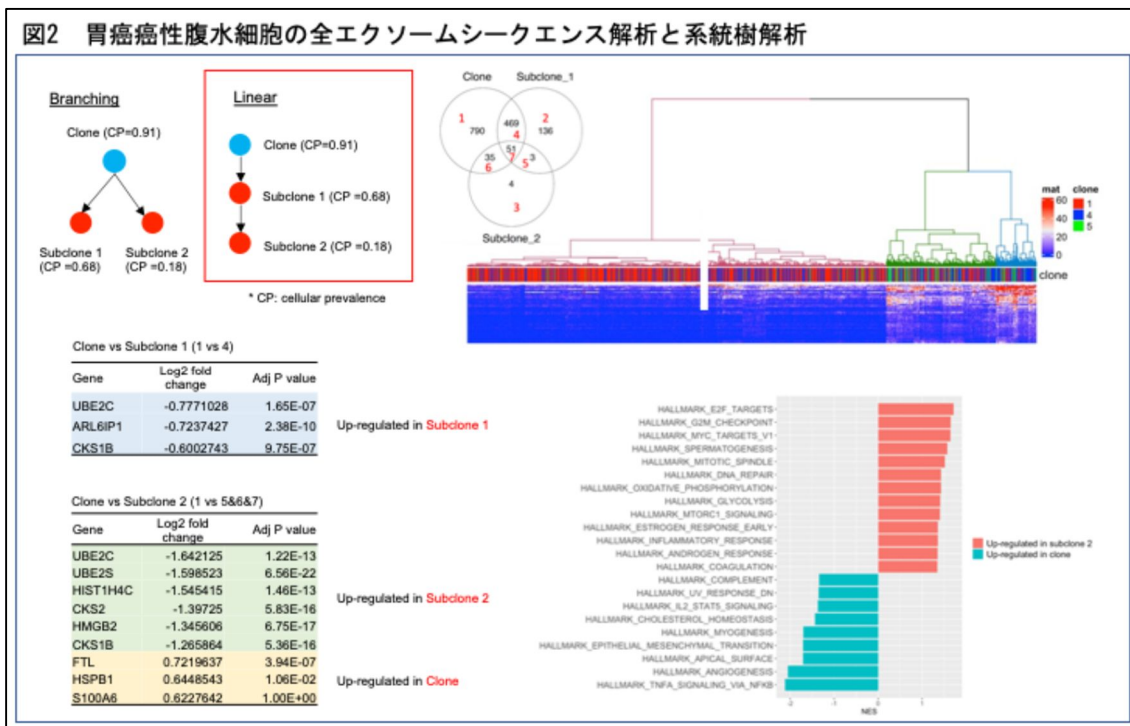 図2 胃癌癌性腹水細胞の全エクソームシークエンス解析と系統樹解析
Branching
Clone (CP=0.91)
Subclone 1
(CP =0.68)
Subclone 2
(CP =0.18)
Linear
Clone (CP=0.91)
Subclone 1 (CP =0.68)
Subclone 2 (CP =0.18)
* CP: cellular prevalence
Clone
Subclone_1
1
790
469
4
2
136
51
7
35
6
3
5
4
3
Subclone_2
mat
60
40
20
0
clone
1
4
5
clone
Clone vs Subclone 1 (1 vs 4)
Gene Log2 fold change Adj P value
UBE2C -0.7771028 1.65E-07
ARL6IP1 -0.7237427 2.38E-10
CKS1B -0.6002743 9.75E-07
Up-regulated in Subclone 1
Clone vs Subclone 2 (1 vs 5&6&7)
Gene Log2 fold change Adj P value
UBE2C -1.642125 1.22E-13
UBE2S -1.598523 6.56E-22
HIST1H4C -1.545415 1.46E-13
CKS2 -1.39725 5.83E-16
HMGB2 -1.345606 6.75E-17
CKS1B -1.265864 5.36E-16
FTL 0.7219637 3.94E-07
HSPB1 0.6448543 1.06E-02
S100A6 0.6227642 1.00E+00
Up-regulated in Subclone 2
Up-regulated in Clone
HALLMARK_E2F_TARGETS
HALLMARK_G2M_CHECKPOINT
HALLMARK_MYC_TARGETS_V1
HALLMARK_SPERMATOGENESIS
HALLMARK_MITOTIC_SPINDLE
HALLMARK_DNA_REPAIR
HALLMARK_OXIDATIVE_PHOSPHORYLATION
HALLMARK_GLYCOLYSIS
HALLMARK_MTORC1_SIGNALING
HALLMARK_ESTROGEN_RESPONSE_EARLY
HALLMARK_INFLAMMATORY_RESPONSE
HALLMARK_ANDROGEN_RESPONSE
HALLMARK_COAGULATION
HALLMARK_COMPLEMENT
HALLMARK_UV_RESPONSE_DN
HALLMARK_IL2_STAT5_SIGNALING
HALLMARK_CHOLESTEROL_HOMEOSTASIS
HALLMARK_MYOGENESIS
HALLMARK_EPITHELIAL_MESENCHYMAL_TRANSITION
HALLMARK_APICAL_SURFACE
HALLMARK_ANGIOGENESIS
HALLMARK_TNFA_SIGNALING_VIA_NFKB
-2 -1 0 1
NES
Up-regulated in subclone 2
Up-regulated in clone